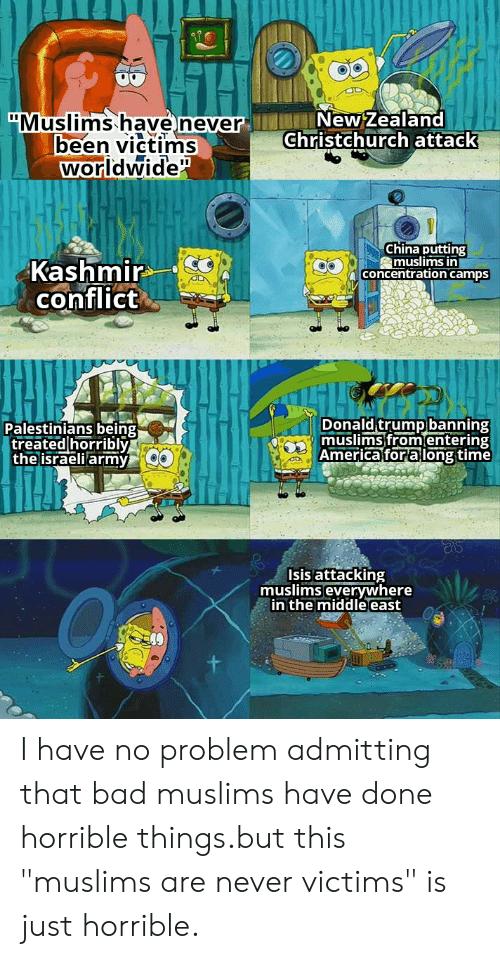 "Muslims have never
been victims
worldwide"
New Zealand
Christchurch attack
Kashmir
conflict
China putting
muslims in
concentration camps
Palestinians being
treated horribly
the israeli army
Donald trump banning
muslims from entering
America for a long time
Isis attacking
muslims everywhere
in the middle east
I have no problem admitting
that bad muslims have done
horrible things.but this
"muslims are never victims" is
just horrible.